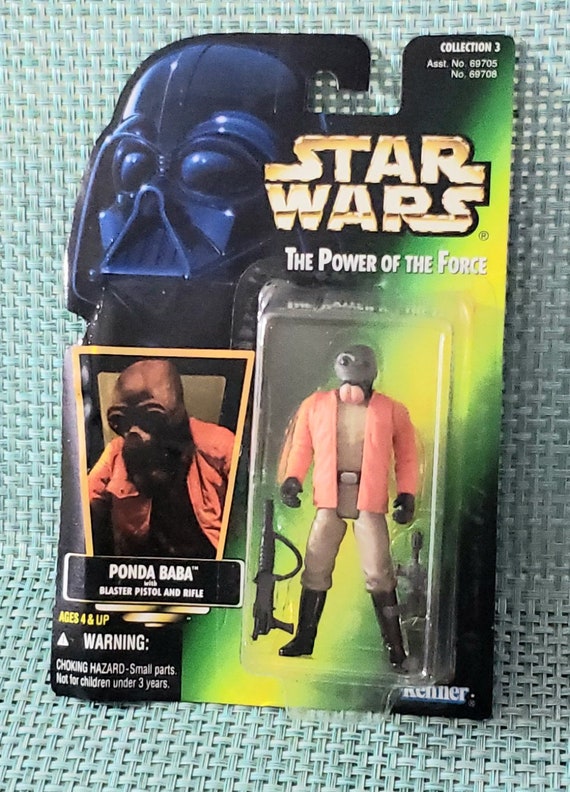 COLLECTION 3
Asst. No. 69705
No. 69708
STAR
WARS
®
THE POWER OF THE FORCE
PONDA BABA™
with
BLASTER PISTOL AND RIFLE
AGES 4 & UP
WARNING:
CHOKING HAZARD-Small parts.
Not for children under 3 years.
Kenner